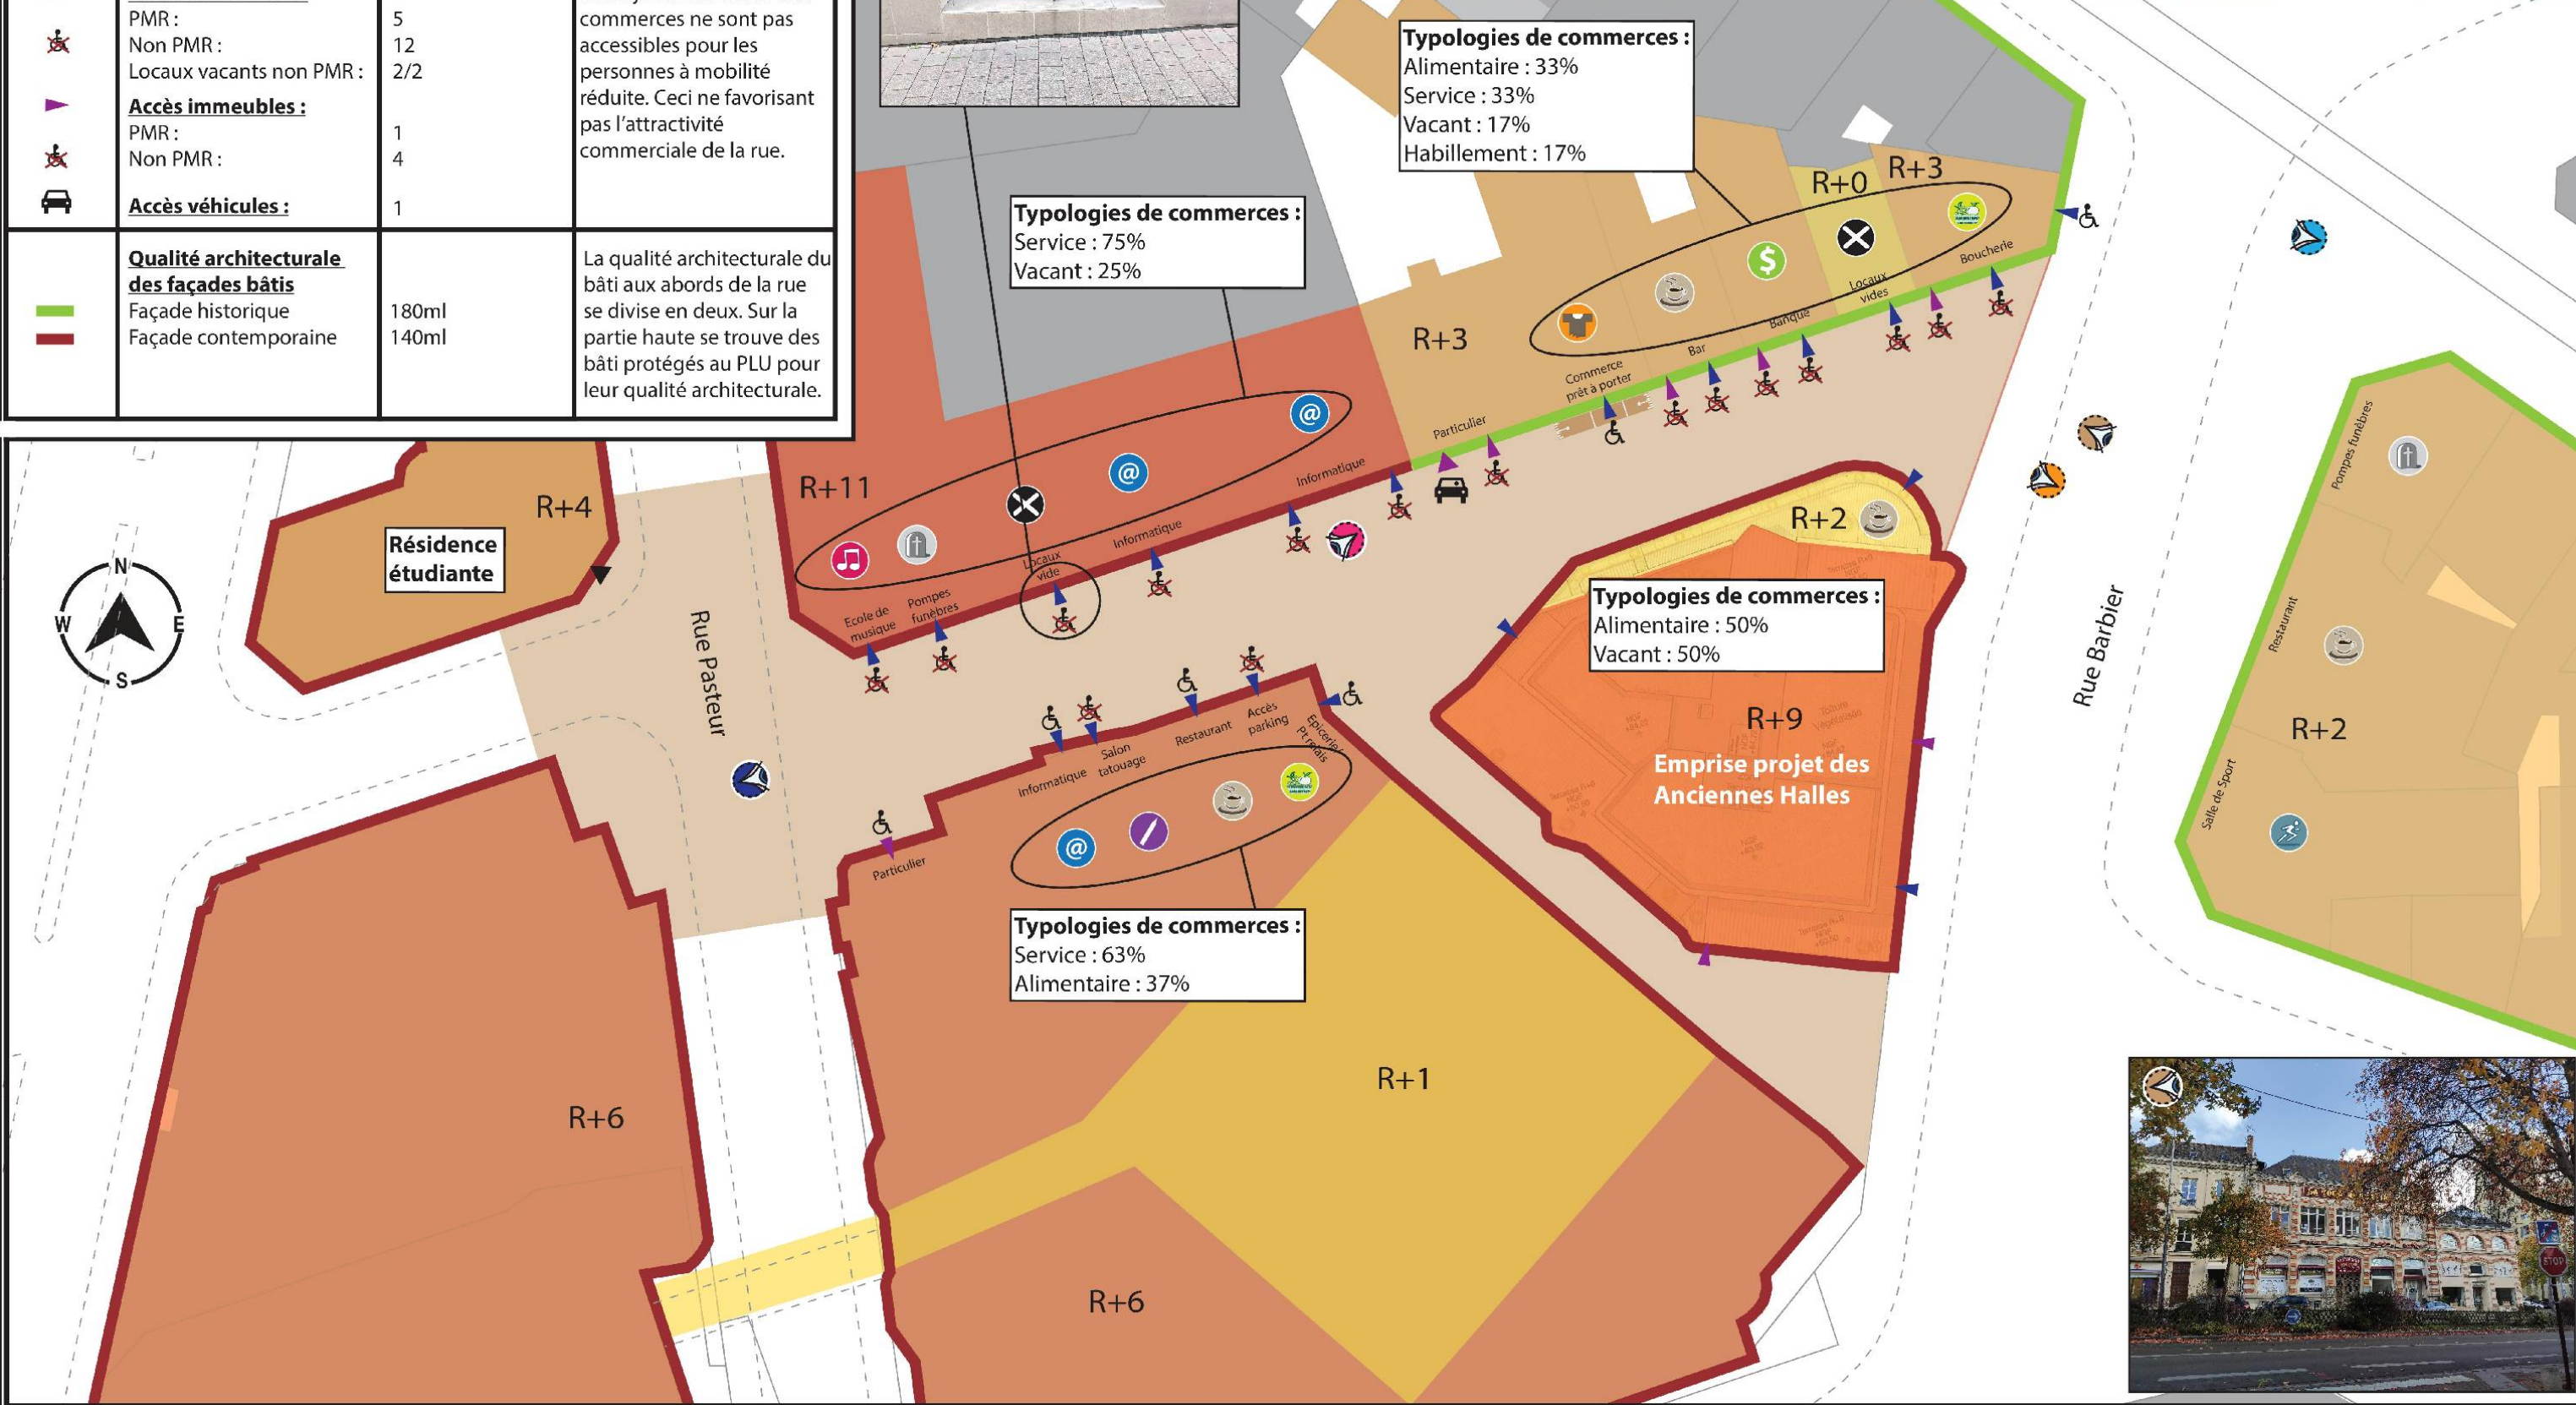 PMR : 5
Non PMR : 12
Locaux vacants non PMR : 2/2
Accès immeubles :
PMR : 1
Non PMR : 4
Accès véhicules : 1
commerces ne sont pas
accessibles pour les
personnes à mobilité
réduite. Ceci ne favorisant
pas l'attractivité
commerciale de la rue.
Qualité architecturale
des façades bâtis
Façade historique 180ml
Façade contemporaine 140ml
La qualité architecturale du
bâti aux abords de la rue
se divise en deux. Sur la
partie haute se trouve des
bâti protégés au PLU pour
leur qualité architecturale.
Typologies de commerces :
Alimentaire : 33%
Service : 33%
Vacant : 17%
Habillement : 17%
Typologies de commerces :
Service : 75%
Vacant : 25%
R+0
R+3
$
Boucherie
Locaux
vides
Banque
Bar
Commerce
prêt à porter
R+3
Particulier
@
Informatique
@
Informatique
Locaux
vide
R+11
Pompes
funèbres
Ecole de
musique
R+4
Résidence
étudiante
N
W
E
S
Rue Pasteur
R+2
Typologies de commerces :
Alimentaire : 50%
Vacant : 50%
R+9
Toiture
Végétalisée
Emprise projet des
Anciennes Halles
Rue Barbier
Pompes funèbres
Restaurant
R+2
Salle de Sport
Epicerie/
Pt relais
Accès
parking
Restaurant
Salon
tatouage
Informatique
@
Particulier
Typologies de commerces :
Service : 63%
Alimentaire : 37%
R+1
R+6
R+6
STOP